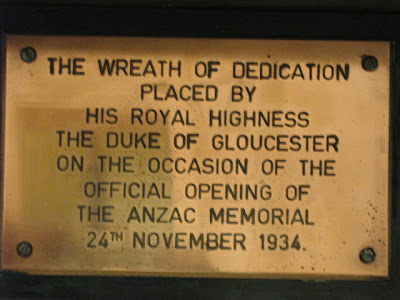 THE WREATH OF DEDICATION
PLACED BY
HIS ROYAL HIGHNESS
THE DUKE OF GLOUCESTER
ON THE OCCASION OF THE
OFFICIAL OPENING OF
THE ANZAC MEMORIAL
24TH NOVEMBER 1934.